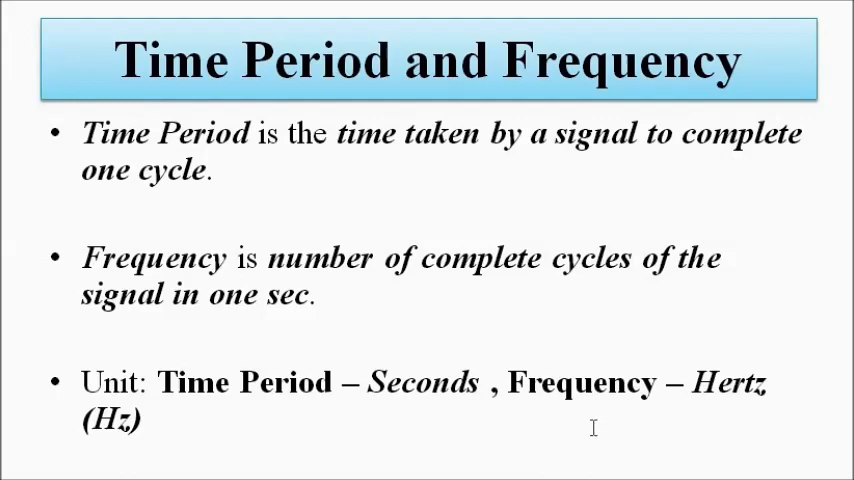 Time Period and Frequency
• Time Period is the time taken by a signal to complete
one cycle.
• Frequency is number of complete cycles of the
signal in one sec.
• Unit: Time Period – Seconds , Frequency – Hertz
(Hz)